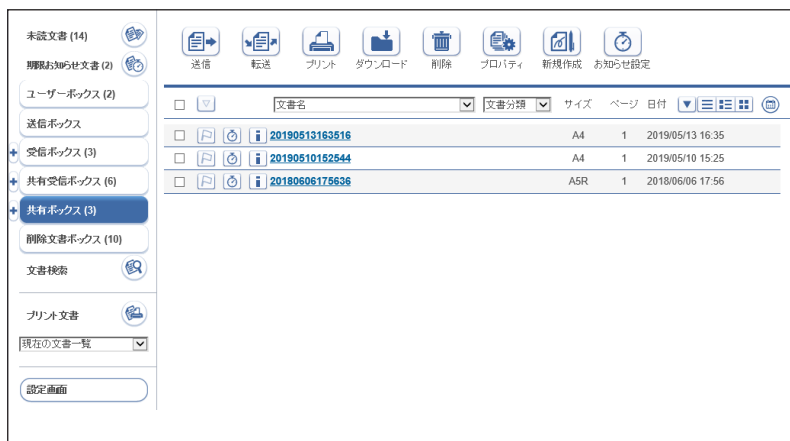 未読文書 (14)
期限お知らせ文書 (2)
ユーザーボックス (2)
送信ボックス
受信ボックス (3)
共有受信ボックス (6)
共有ボックス (3)
削除文書ボックス (10)
文書検索
プリント文書
現在の文書一覧
設定画面
送信 転送 プリント ダウンロード 削除 プロパティ 新規作成 お知らせ設定
文書名 文書分類 サイズ ページ 日付
20190513163516 A4 1 2019/05/13 16:35
20190510152544 A4 1 2019/05/10 15:25
20180606175636 A5R 1 2018/06/06 17:56